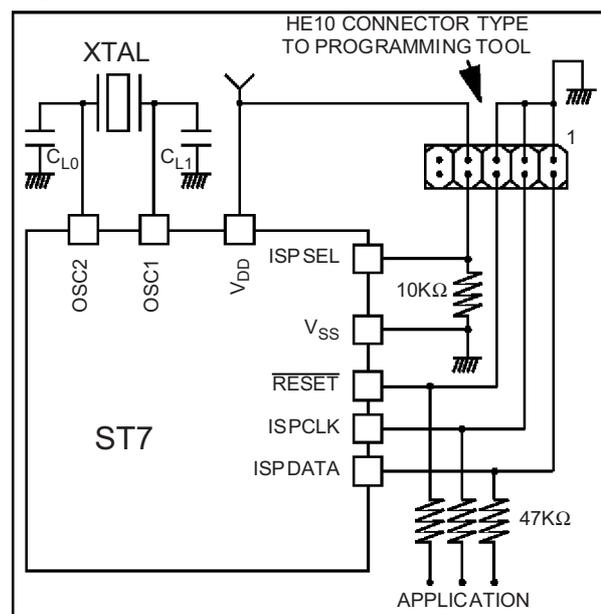 HE10 CONNECTOR TYPE
TO PROGRAMMING TOOL
XTAL
1
CL0
CL1
OSC2
OSC1
VDD
ISPSEL
10KΩ
VSS
RESET
ISPCLK
ST7
ISPDATA
47KΩ
APPLICATION